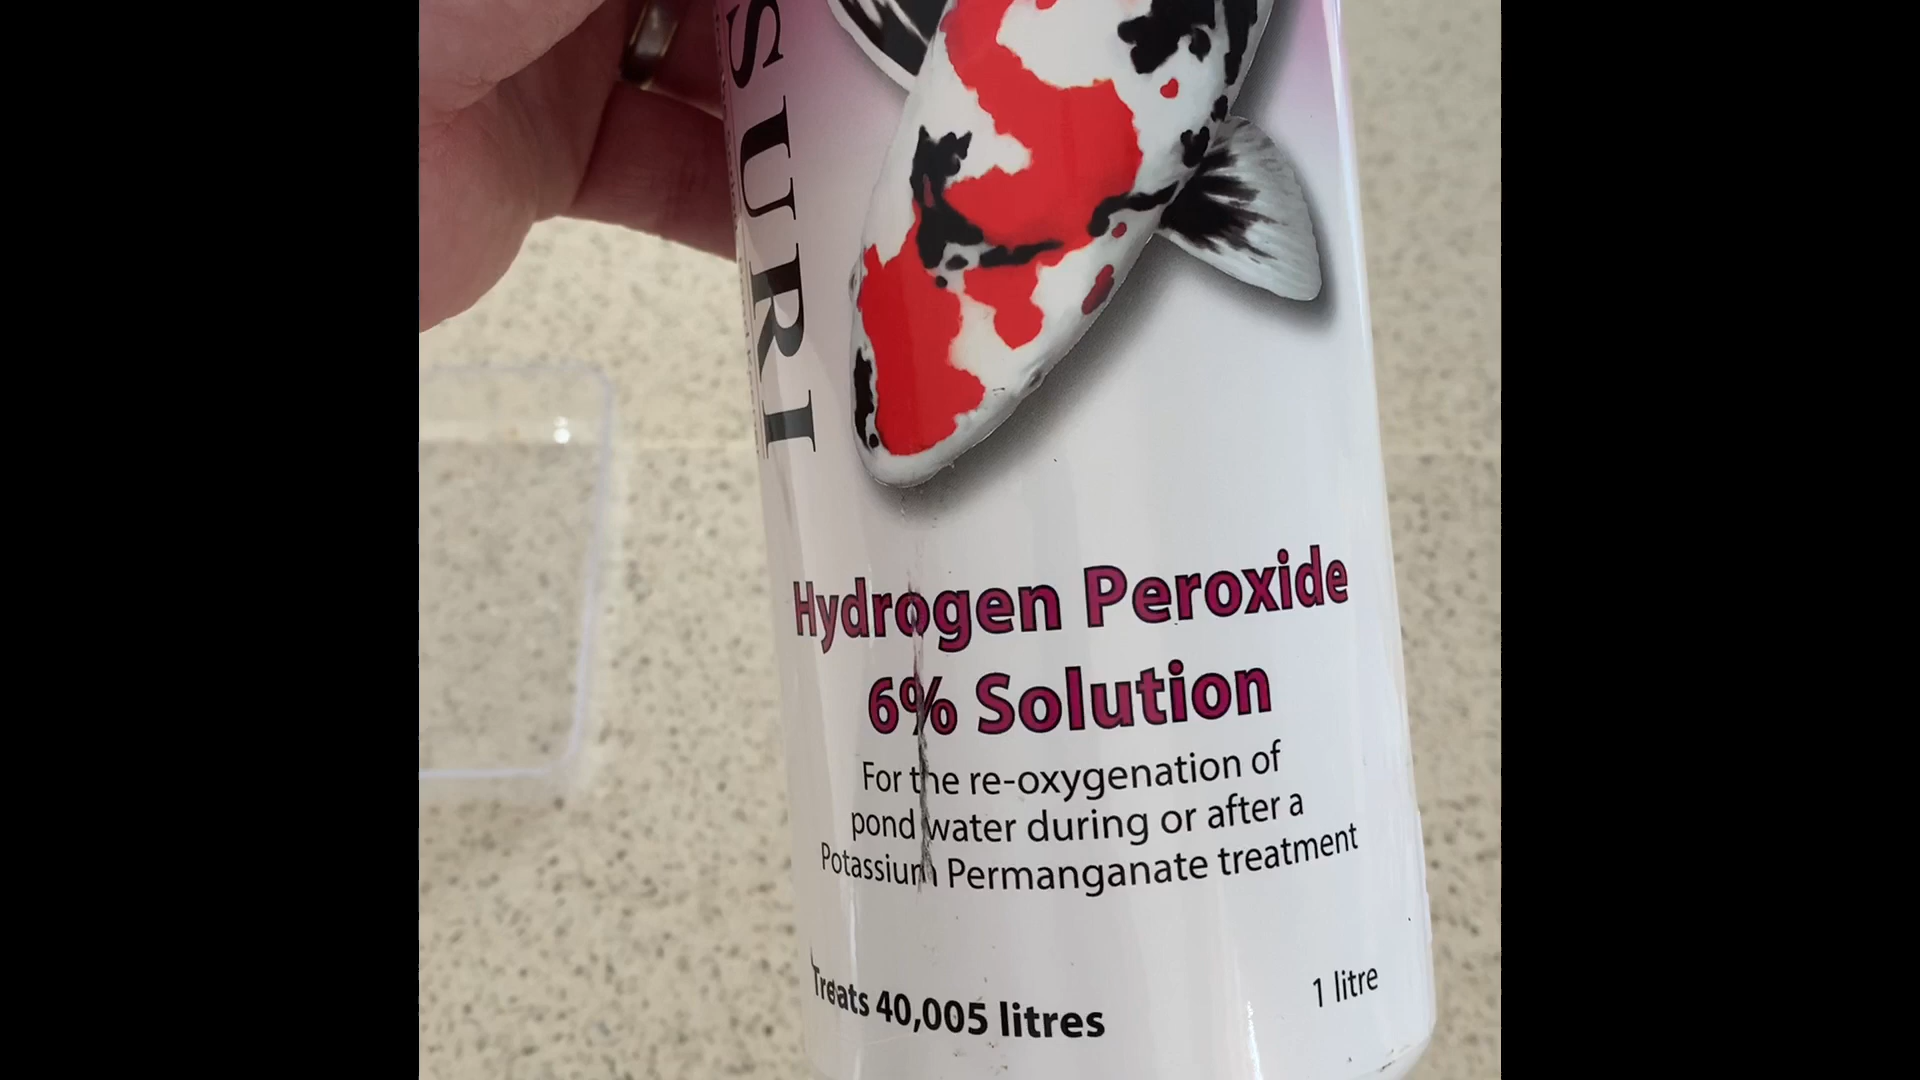 SURI
Hydrogen Peroxide
6% Solution
For the re-oxygenation of
pond water during or after a
Potassium Permanganate treatment
Treats 40,005 litres
1 litre